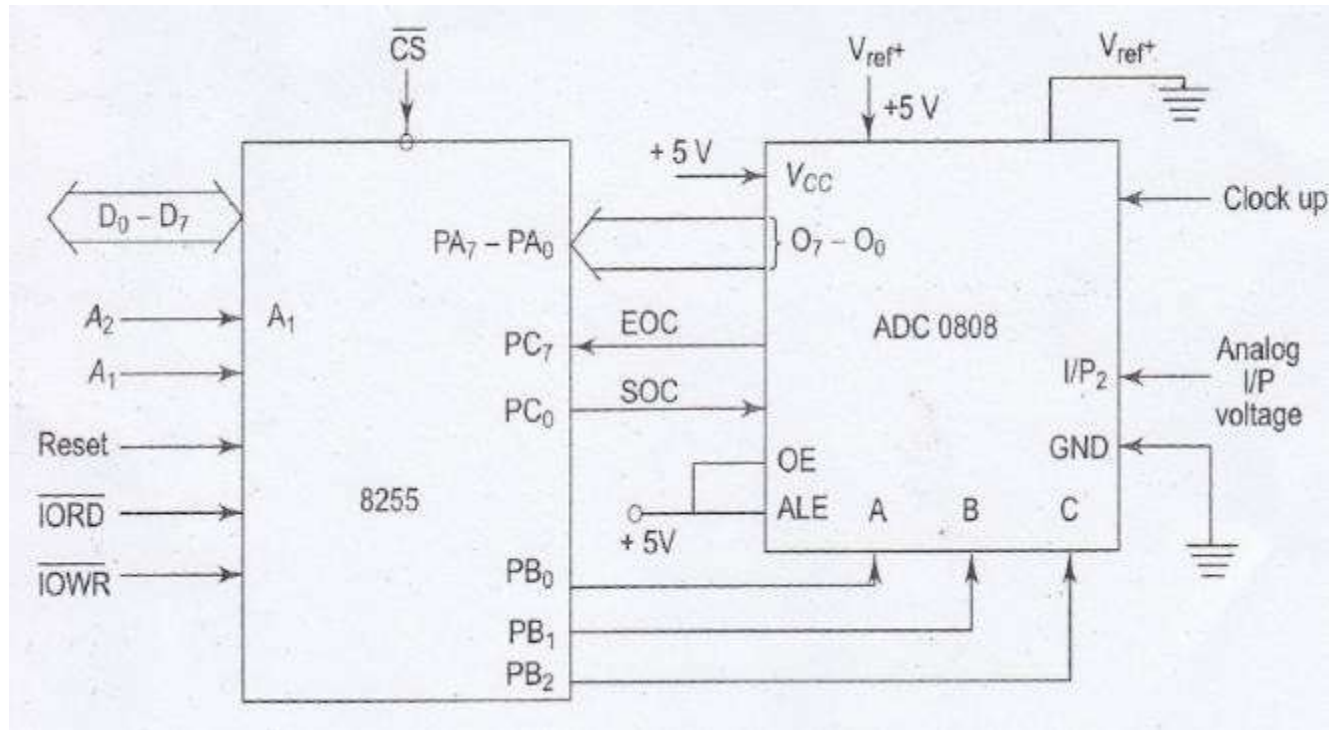 CS
Vref+
Vref+
+5 V
+ 5 V
VCC
Clock up
D0 – D7
PA7 – PA0
O7 – O0
A2
A1
EOC
ADC 0808
PC7
Analog
I/P
voltage
I/P2
A1
SOC
PC0
Reset
GND
OE
8255
IORD
ALE
A
B
C
+ 5V
IOWR
PB0
PB1
PB2